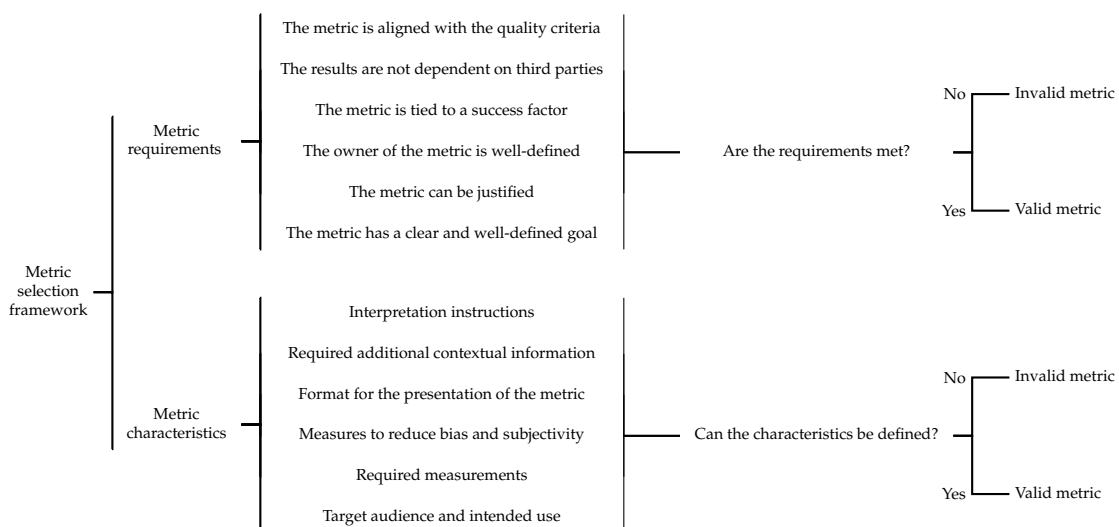 Metric
selection
framework
Metric
requirements
The metric is aligned with the quality criteria
The results are not dependent on third parties
The metric is tied to a success factor
The owner of the metric is well-defined
The metric can be justified
The metric has a clear and well-defined goal
Are the requirements met?
No
Invalid metric
Yes
Valid metric
Metric
characteristics
Interpretation instructions
Required additional contextual information
Format for the presentation of the metric
Measures to reduce bias and subjectivity
Required measurements
Target audience and intended use
Can the characteristics be defined?
No
Invalid metric
Yes
Valid metric